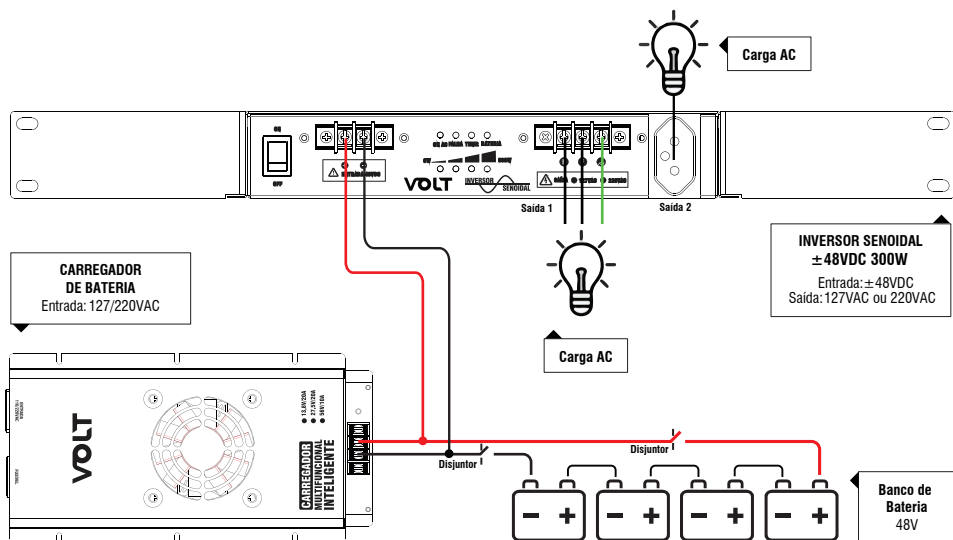 Carga AC
ON
OFF
VOLT
INVERSOR
SENOIDAL
Saída 1
Saída 2
INVERSOR SENOIDAL
±48VDC 300W
Entrada:±48VDC
Saída:127VAC ou 220VAC
CARREGADOR
DE BATERIA
Entrada: 127/220VAC
Carga AC
VOLT
13,8V/20A
27,5V/20A
56V/10A
CARREGADOR
MULTIFUNCIONAL
INTELIGENTE
Disjuntor
Disjuntor
- +
- +
- +
- +
Banco de
Bateria
48V